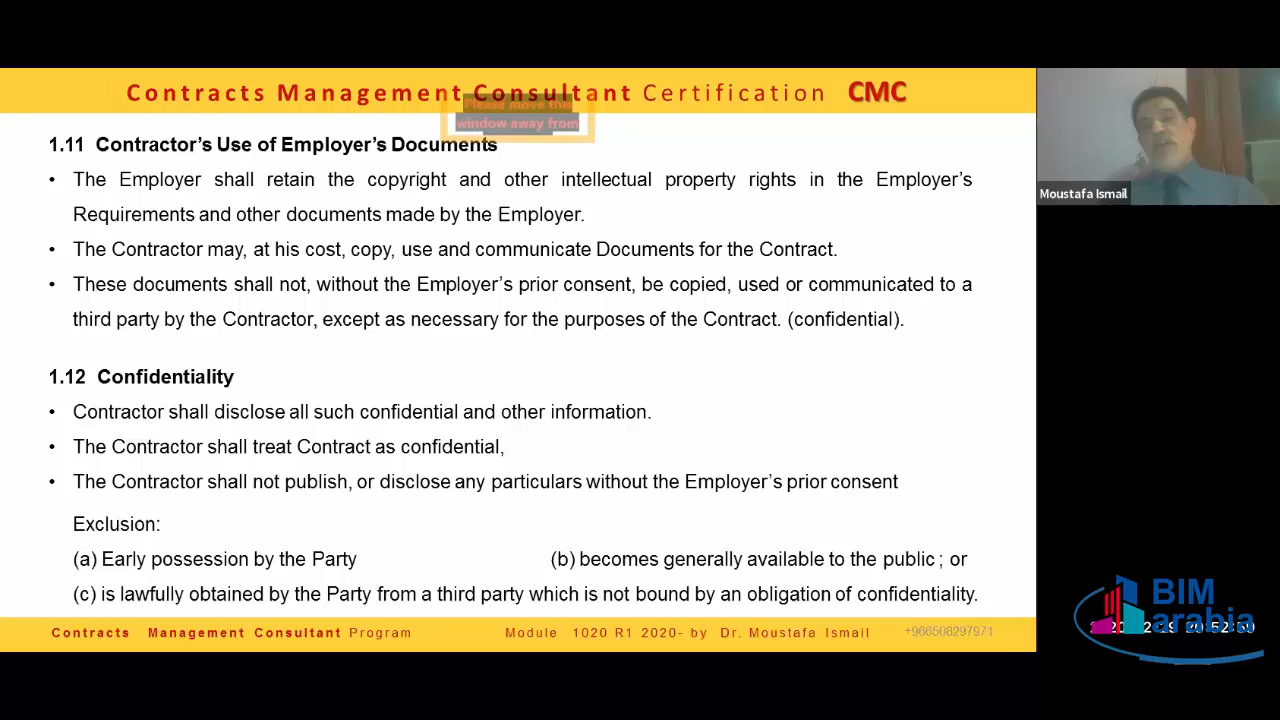 Contracts Management Consultant Certification CMC
Please move this
window away from
1.11 Contractor's Use of Employer's Documents
• The Employer shall retain the copyright and other intellectual property rights in the Employer's
Requirements and other documents made by the Employer.
• The Contractor may, at his cost, copy, use and communicate Documents for the Contract.
• These documents shall not, without the Employer's prior consent, be copied, used or communicated to a
third party by the Contractor, except as necessary for the purposes of the Contract. (confidential).
1.12 Confidentiality
• Contractor shall disclose all such confidential and other information.
• The Contractor shall treat Contract as confidential,
• The Contractor shall not publish, or disclose any particulars without the Employer's prior consent
Exclusion:
(a) Early possession by the Party (b) becomes generally available to the public ; or
(c) is lawfully obtained by the Party from a third party which is not bound by an obligation of confidentiality.
Contracts Management Consultant Program Module 1020 R1 2020- by Dr. Moustafa Ismail +966508297971
Moustafa Ismail
BIM
arabia